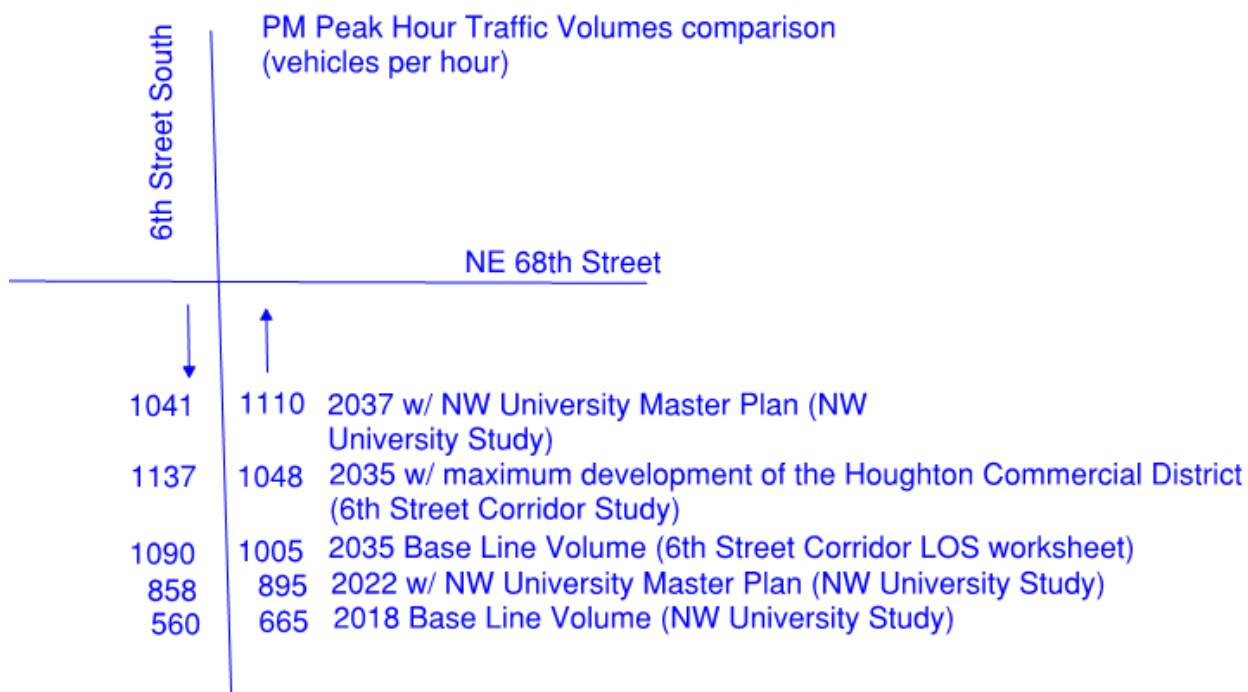 PM Peak Hour Traffic Volumes comparison
(vehicles per hour)
6th Street South
NE 68th Street
1041 1110 2037 w/ NW University Master Plan (NW
University Study)
1137 1048 2035 w/ maximum development of the Houghton Commercial District
(6th Street Corridor Study)
1090 1005 2035 Base Line Volume (6th Street Corridor LOS worksheet)
858 895 2022 w/ NW University Master Plan (NW University Study)
560 665 2018 Base Line Volume (NW University Study)